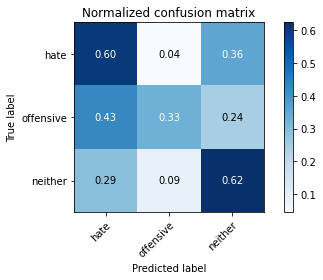 Normalized confusion matrix
True label
hate
offensive
neither
0.60 0.04 0.36
0.43 0.33 0.24
0.29 0.09 0.62
hate
offensive
neither
Predicted label
0.6
0.5
0.4
0.3
0.2
0.1